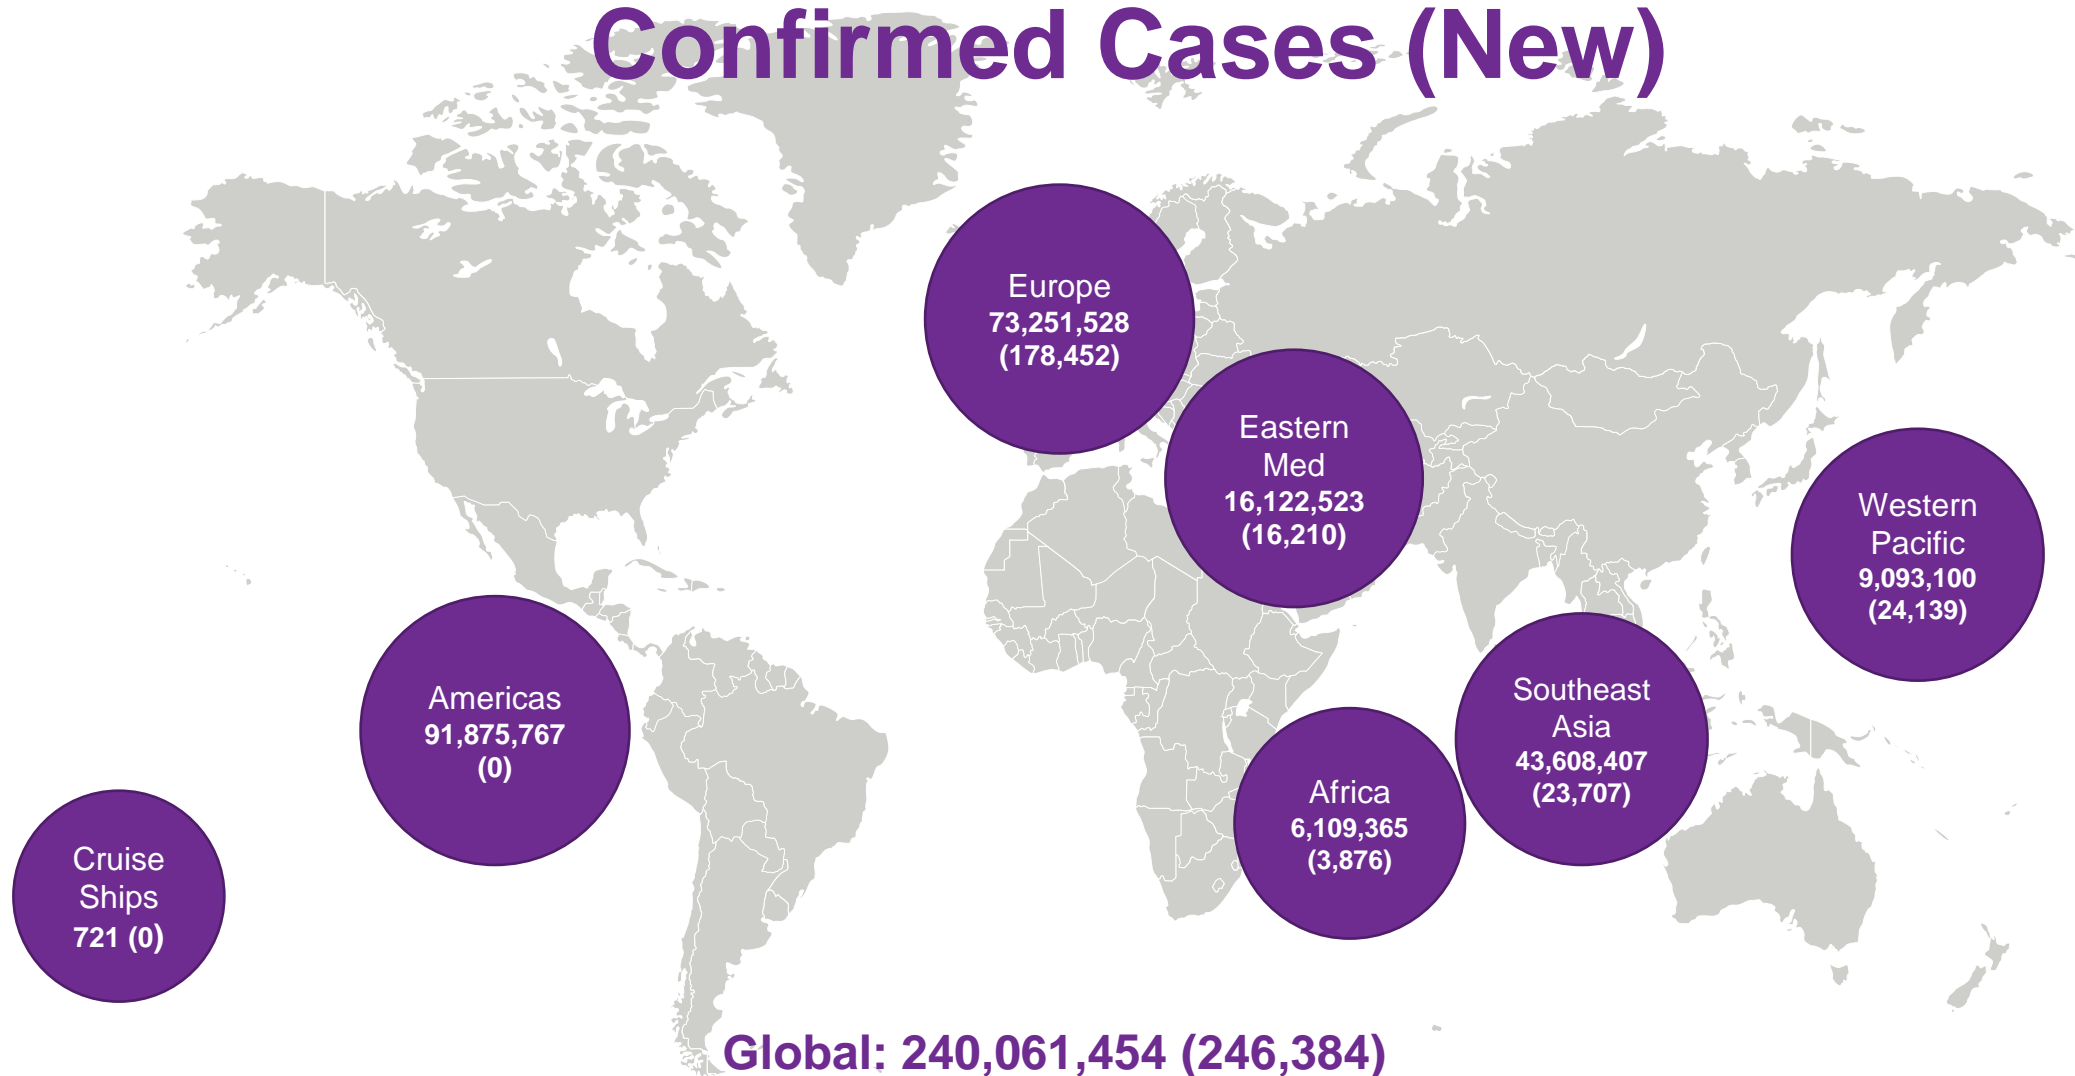 Confirmed Cases (New)
Europe
73,251,528
(178,452)
Eastern
Med
16,122,523
(16,210)
Western
Pacific
9,093,100
(24,139)
Americas
91,875,767
(0)
Southeast
Asia
43,608,407
(23,707)
Africa
6,109,365
(3,876)
Cruise
Ships
721 (0)
Global: 240,061,454 (246,384)